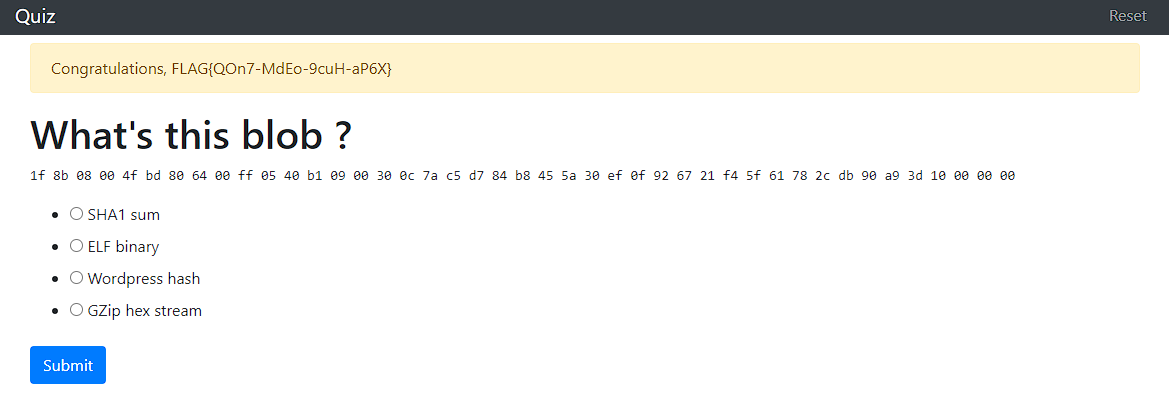 Quiz
Reset
Congratulations, FLAG{QOn7-MdEo-9cuH-aP6X}
What's this blob ?
1f 8b 08 00 4f bd 80 64 00 ff 05 40 b1 09 00 30 0c 7a c5 d7 84 b8 45 5a 30 ef 0f 92 67 21 f4 5f 61 78 2c db 90 a9 3d 10 00 00 00
SHA1 sum
ELF binary
Wordpress hash
GZip hex stream
Submit